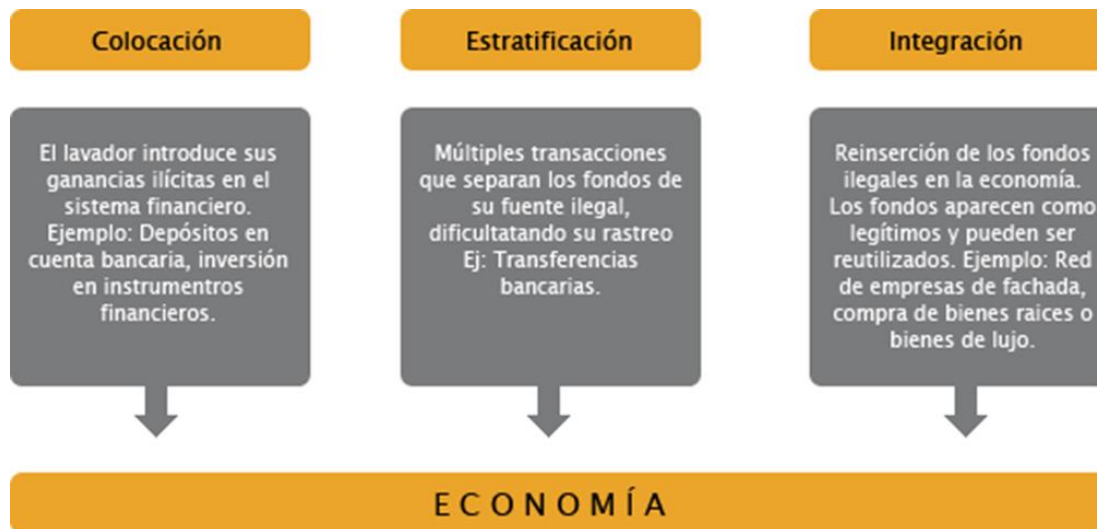 Colocación
El lavador introduce sus
ganancias ilícitas en el
sistema financiero.
Ejemplo: Depósitos en
cuenta bancaria, inversión
en instrumentros
financieros.
Estratificación
Múltiples transacciones
que separan los fondos de
su fuente ilegal,
dificultatando su rastreo
Ej: Transferencias
bancarias.
Integración
Reinserción de los fondos
ilegales en la economía.
Los fondos aparecen como
legítimos y pueden ser
reutilizados. Ejemplo: Red
de empresas de fachada,
compra de bienes raices o
bienes de lujo.
ECONOMÍA